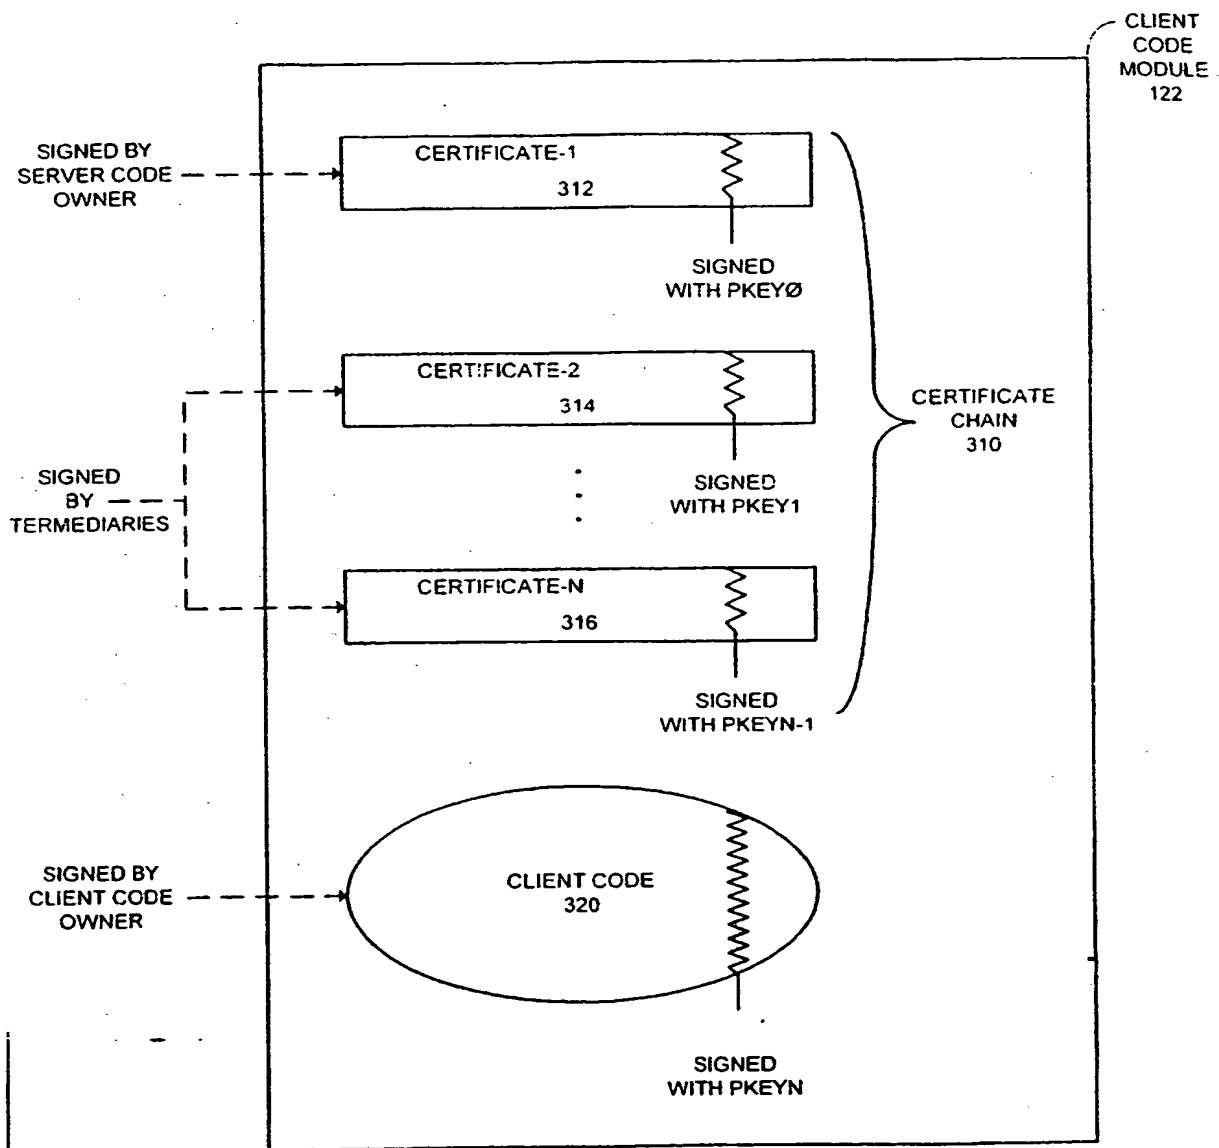 CLIENT
CODE
MODULE
122
SIGNED BY
SERVER CODE
OWNER
CERTIFICATE-1
312
SIGNED
WITH PKEYØ
CERTIFICATE-2
314
SIGNED
WITH PKEY1
CERTIFICATE
CHAIN
310
SIGNED
BY
TERMEDIARIES
CERTIFICATE-N
316
SIGNED
WITH PKEYN-1
SIGNED BY
CLIENT CODE
OWNER
CLIENT CODE
320
SIGNED
WITH PKEYN